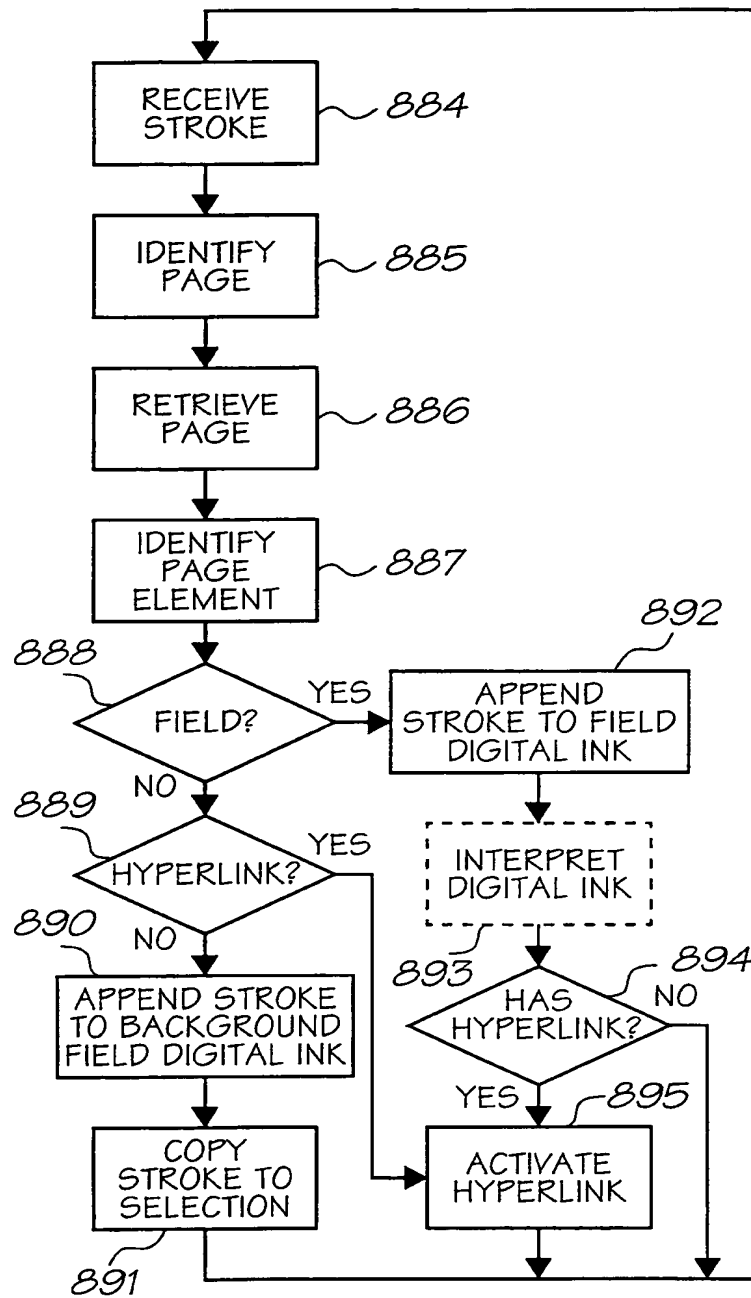 RECEIVE
STROKE
884
IDENTIFY
PAGE
885
RETRIEVE
PAGE
886
IDENTIFY
PAGE
ELEMENT
887
888
FIELD?
YES
NO
892
APPEND
STROKE TO FIELD
DIGITAL INK
889
HYPERLINK?
YES
NO
INTERPRET
DIGITAL INK
893
890
APPEND STROKE
TO BACKGROUND
FIELD DIGITAL INK
894
HAS
HYPERLINK?
NO
YES
COPY
STROKE TO
SELECTION
891
895
ACTIVATE
HYPERLINK